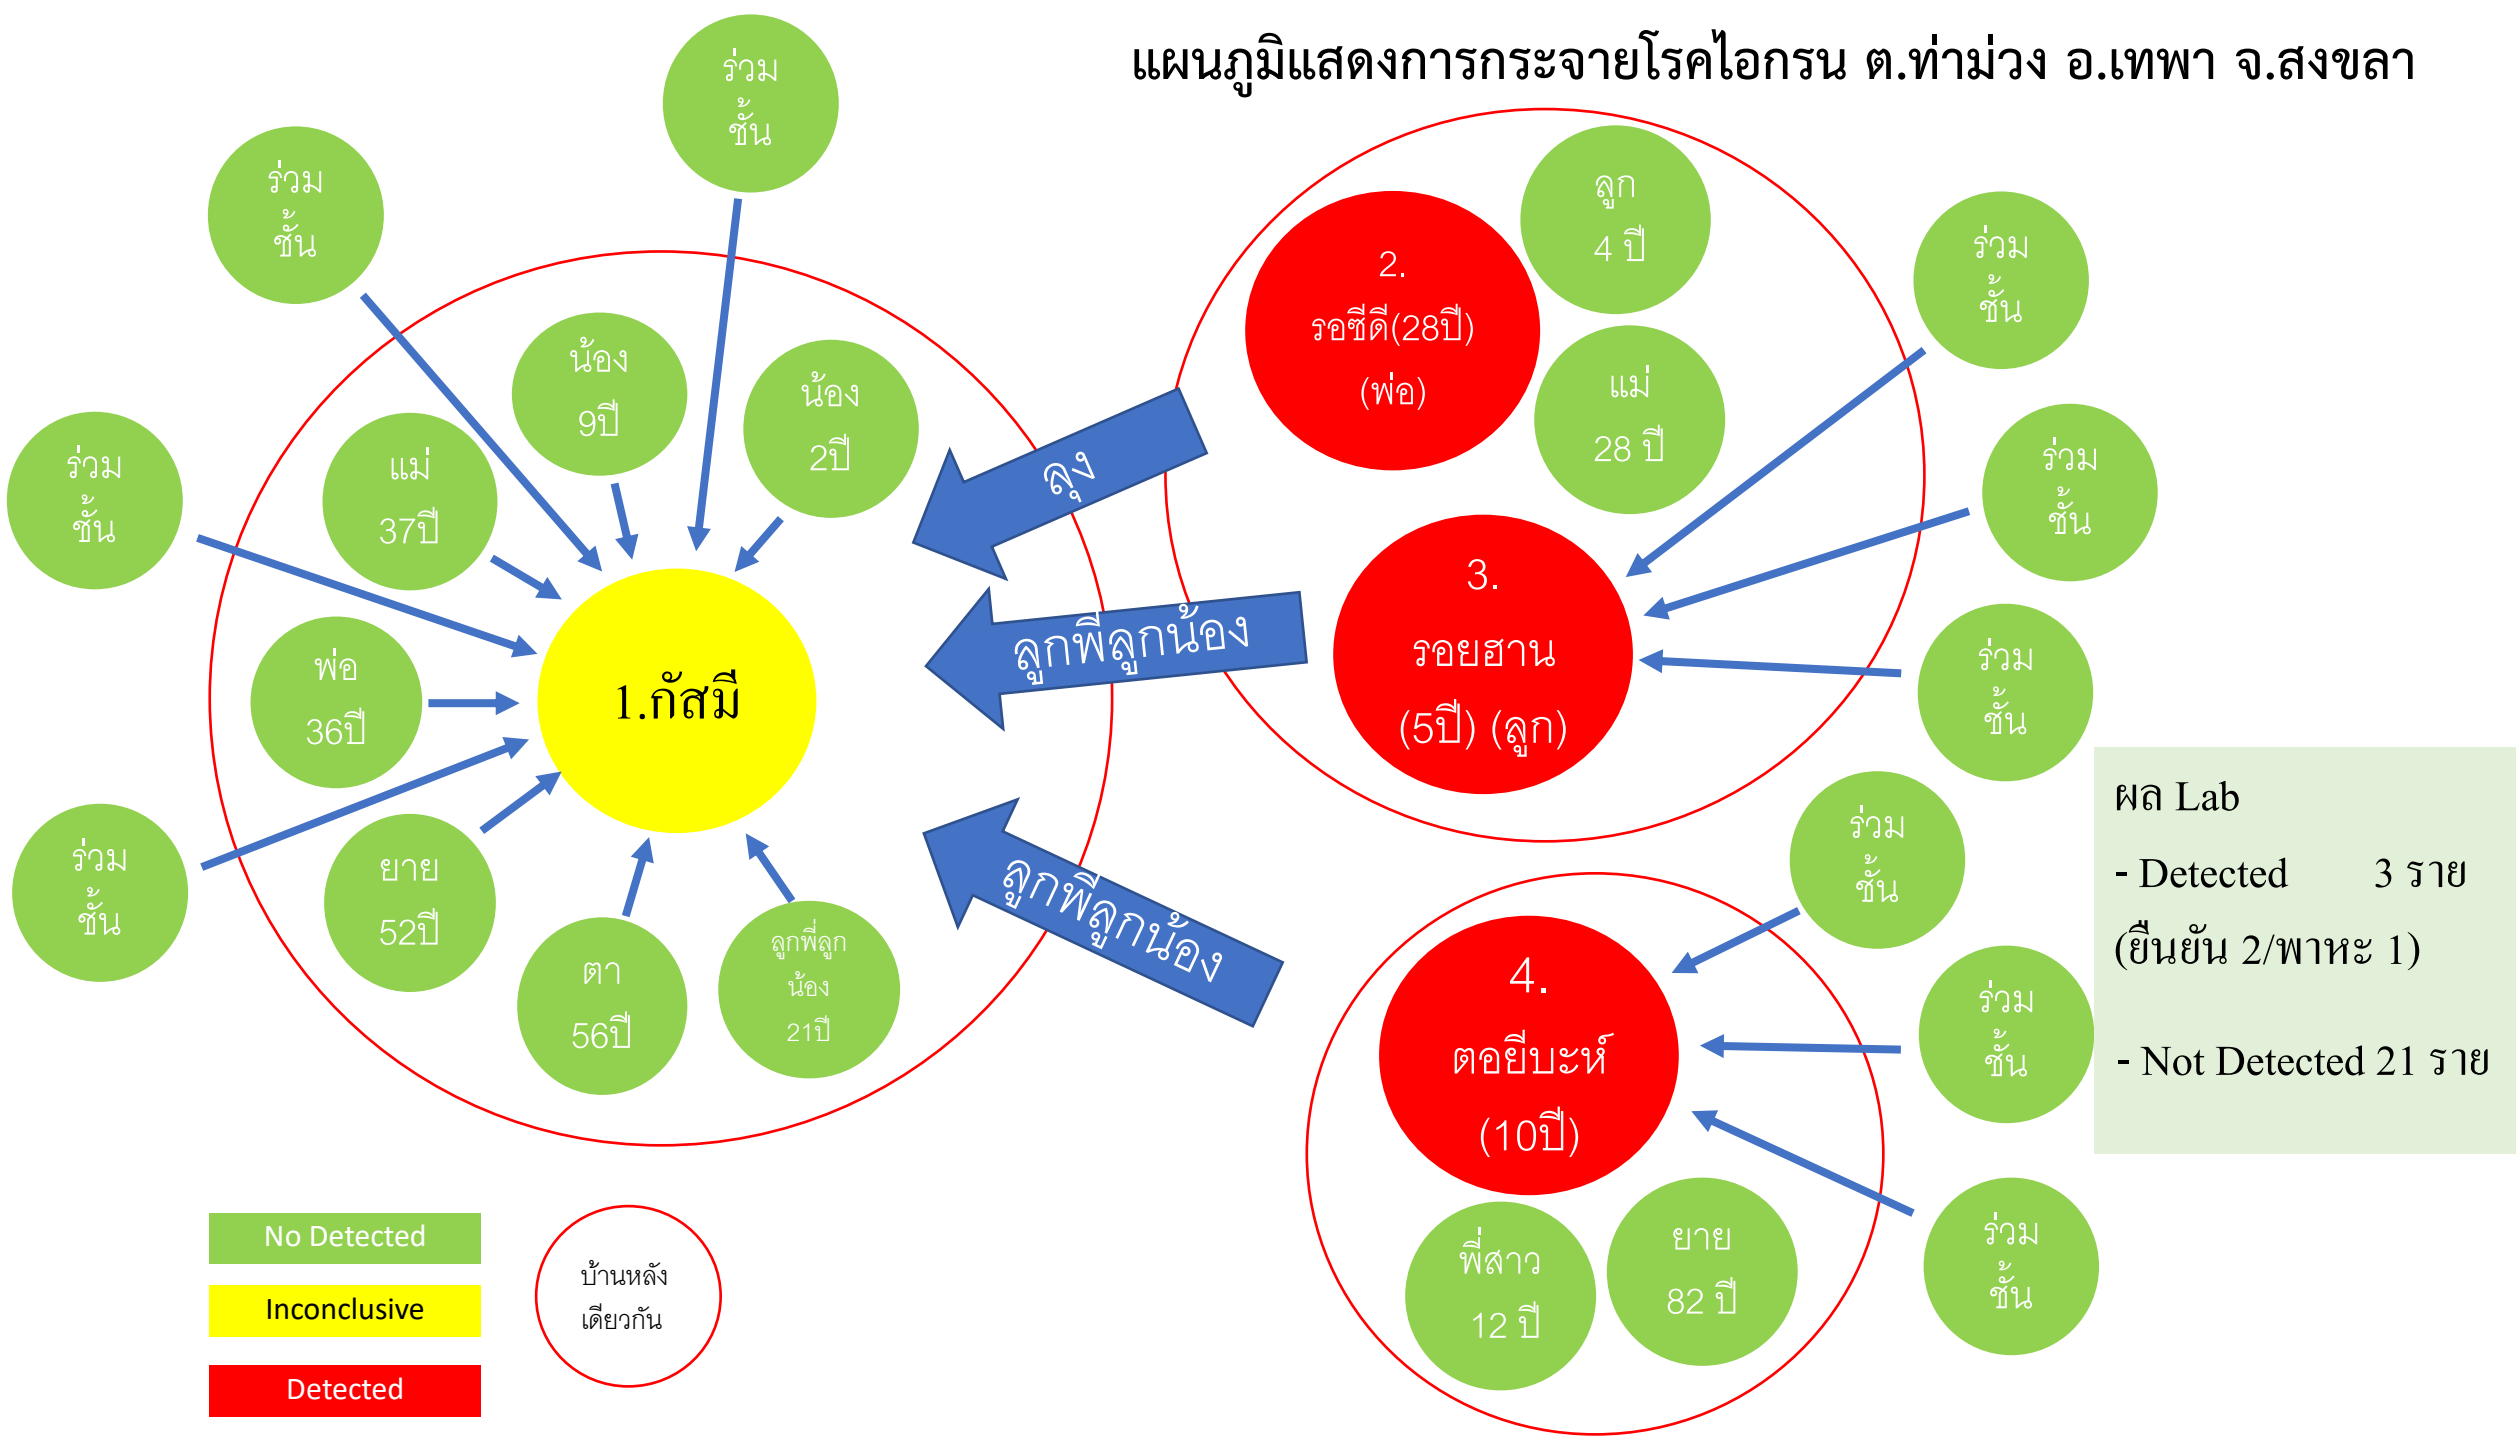 แผนภูมิแสดงการกระจายโรคไอกรน ต.ท่าม่วง อ.เทพา จ.สงขลา
ร่วม
ชั้น
ร่วม
ชั้น
ร่วม
ชั้น
ร่วม
ชั้น
น้อง
9ปี
น้อง
2ปี
แม่
37ปี
พ่อ
36ปี
ยาย
52ปี
ตา
56ปี
ลูกพี่ลูก
น้อง
21ปี
1.กัสมี
ลุง
ลูกพี่ลูกน้อง
ลูกพี่ลูกน้อง
2.
รอซีดี(28ปี)
(พ่อ)
ลูก
4 ปี
แม่
28 ปี
3.
รอยฮาน
(5ปี) (ลูก)
ร่วม
ชั้น
ร่วม
ชั้น
ร่วม
ชั้น
4.
ตอยีบะห์
(10ปี)
พี่สาว
12 ปี
ยาย
82 ปี
ร่วม
ชั้น
ร่วม
ชั้น
ร่วม
ชั้น
ผล Lab
- Detected 3 ราย
(ยืนยัน 2/พาหะ 1)
- Not Detected 21 ราย
No Detected
Inconclusive
Detected
บ้านหลัง
เดียวกัน